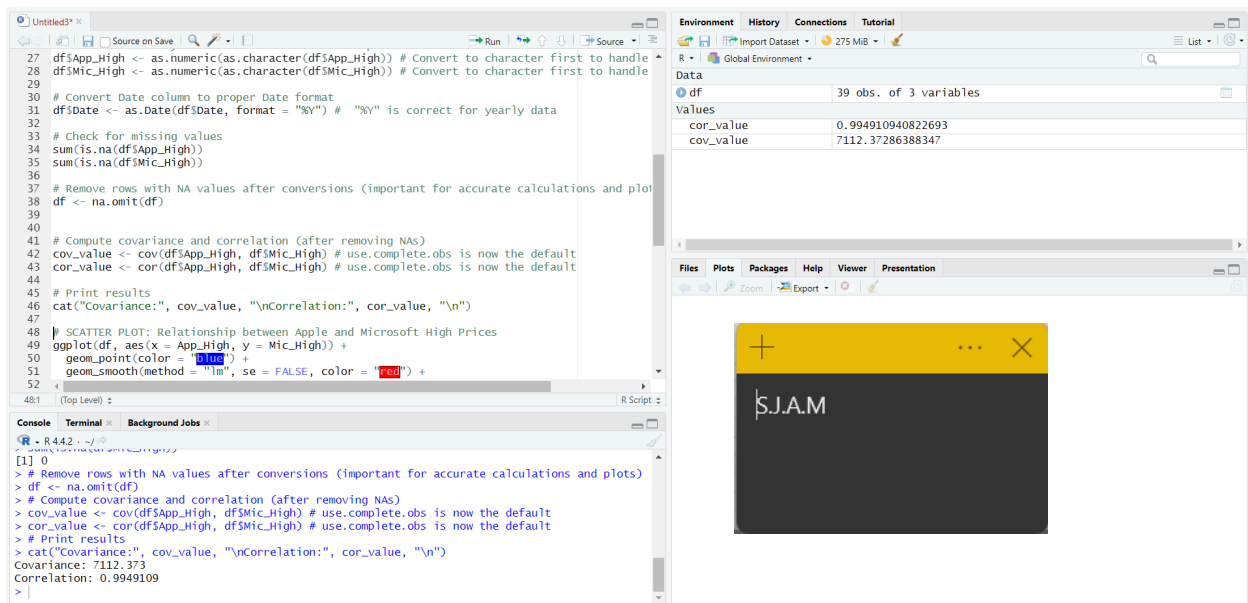 Untitled3*
Source on Save
Run
Source
27 df$App_High <- as.numeric(as.character(df$App_High)) # Convert to character first to handle
28 df$Mic_High <- as.numeric(as.character(df$Mic_High)) # Convert to character first to handle
29
30 # Convert Date column to proper Date format
31 df$Date <- as.Date(df$Date, format = "%Y") #  "%Y" is correct for yearly data
32
33 # Check for missing values
34 sum(is.na(df$App_High))
35 sum(is.na(df$Mic_High))
36
37 # Remove rows with NA values after conversions (important for accurate calculations and plot
38 df <- na.omit(df)
39
40
41 # Compute covariance and correlation (after removing NAs)
42 cov_value <- cov(df$App_High, df$Mic_High) # use.complete.obs is now the default
43 cor_value <- cor(df$App_High, df$Mic_High) # use.complete.obs is now the default
44
45 # Print results
46 cat("Covariance:", cov_value, "\nCorrelation:", cor_value, "\n")
47
48 # SCATTER PLOT: Relationship between Apple and Microsoft High Prices
49 ggplot(df, aes(x = App_High, y = Mic_High)) +
50   geom_point(color = "blue") +
51   geom_smooth(method = "lm", se = FALSE, color = "red") +
52
48:1 (Top Level) R Script
Console Terminal Background Jobs
R 4.4.2 · ~/
> sum(is.na(df$Mic_High))
[1] 0
> # Remove rows with NA values after conversions (important for accurate calculations and plots)
> df <- na.omit(df)
> # Compute covariance and correlation (after removing NAs)
> cov_value <- cov(df$App_High, df$Mic_High) # use.complete.obs is now the default
> cor_value <- cor(df$App_High, df$Mic_High) # use.complete.obs is now the default
> # Print results
> cat("Covariance:", cov_value, "\nCorrelation:", cor_value, "\n")
Covariance: 7112.373
Correlation: 0.9949109
>
Environment History Connections Tutorial
Import Dataset 275 MiB List
R Global Environment
Data
df 39 obs. of 3 variables
Values
cor_value 0.994910940822693
cov_value 7112.37286388347
Files Plots Packages Help Viewer Presentation
Zoom Export
S.J.A.M